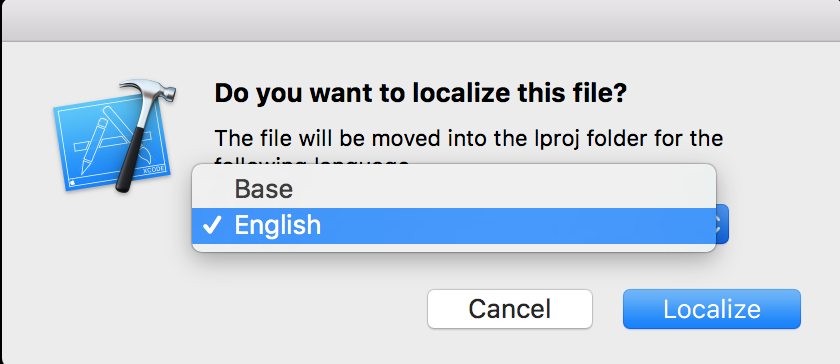 Do you want to localize this file?
The file will be moved into the lproj folder for the
Base
✓ English
Cancel
Localize
XCODE